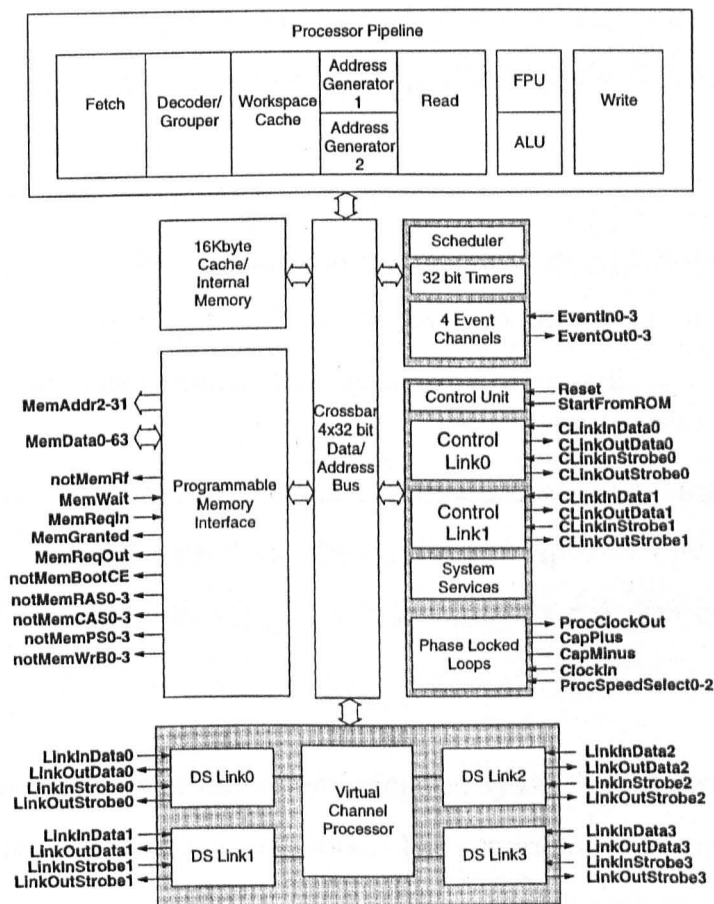 Processor Pipeline
Fetch
Decoder/
Grouper
Workspace
Cache
Address
Generator
1
Address
Generator
2
Read
FPU
ALU
Write
16Kbyte
Cache/
Internal
Memory
Scheduler
32 bit Timers
4 Event
Channels
EventIn0-3
EventOut0-3
Crossbar
4x32 bit
Data/
Address
Bus
MemAddr2-31
MemData0-63
notMemRf
MemWait
MemReqIn
MemGranted
MemReqOut
notMemBootCE
notMemRAS0-3
notMemCAS0-3
notMemPS0-3
notMemWrB0-3
Programmable
Memory
Interface
Control Unit
Reset
StartFromROM
Control
Link0
CLinkInData0
CLinkOutData0
CLinkInStrobe0
CLinkOutStrobe0
Control
Link1
CLinkInData1
CLinkOutData1
CLinkInStrobe1
CLinkOutStrobe1
System
Services
Phase Locked
Loops
ProcClockOut
CapPlus
CapMinus
ClockIn
ProcSpeedSelect0-2
LinkInData0
LinkOutData0
LinkInStrobe0
LinkOutStrobe0
DS Link0
LinkInData1
LinkOutData1
LinkInStrobe1
LinkOutStrobe1
DS Link1
Virtual
Channel
Processor
DS Link2
LinkInData2
LinkOutData2
LinkInStrobe2
LinkOutStrobe2
DS Link3
LinkInData3
LinkOutData3
LinkInStrobe3
LinkOutStrobe3